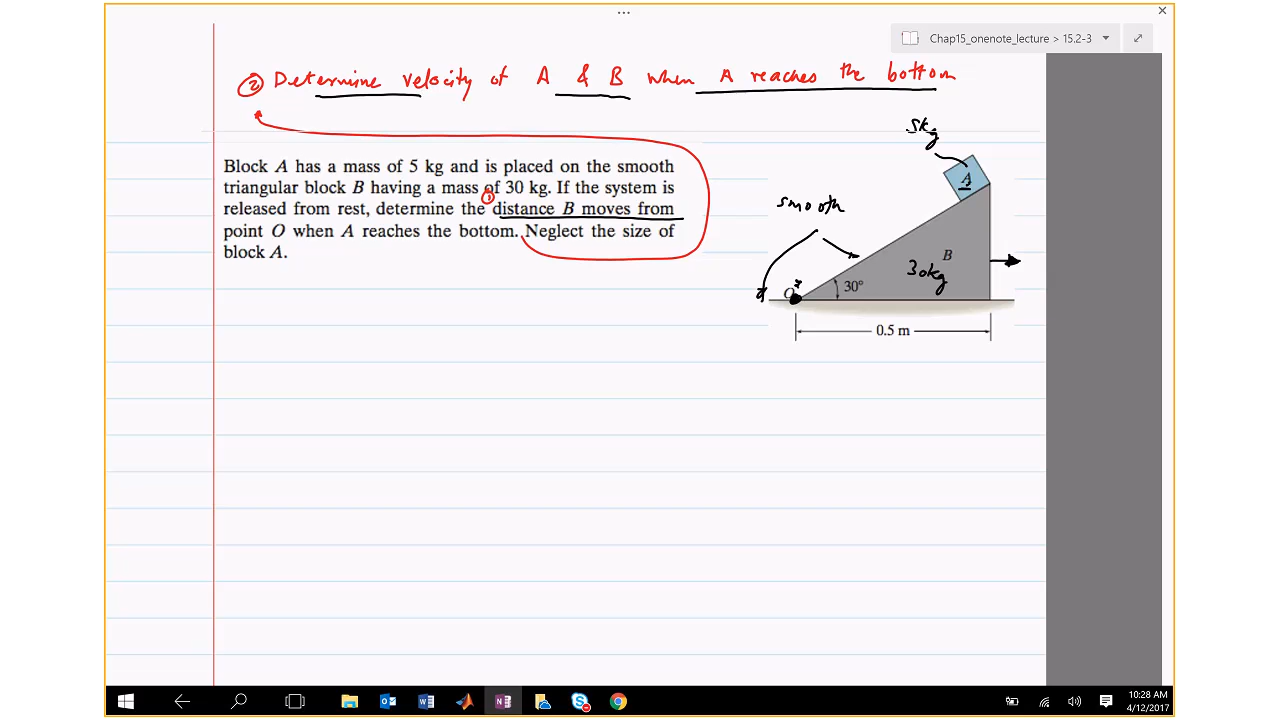 Chap15_onenote_lecture > 15.2-3
② Determine velocity of A & B when A reaches the bottom
Block A has a mass of 5 kg and is placed on the smooth
triangular block B having a mass of 30 kg. If the system is
①
released from rest, determine the distance B moves from
point O when A reaches the bottom. Neglect the size of
block A.
5kg
A
smooth
B
30kg
O
30°
0.5 m
10:28 AM
4/12/2017